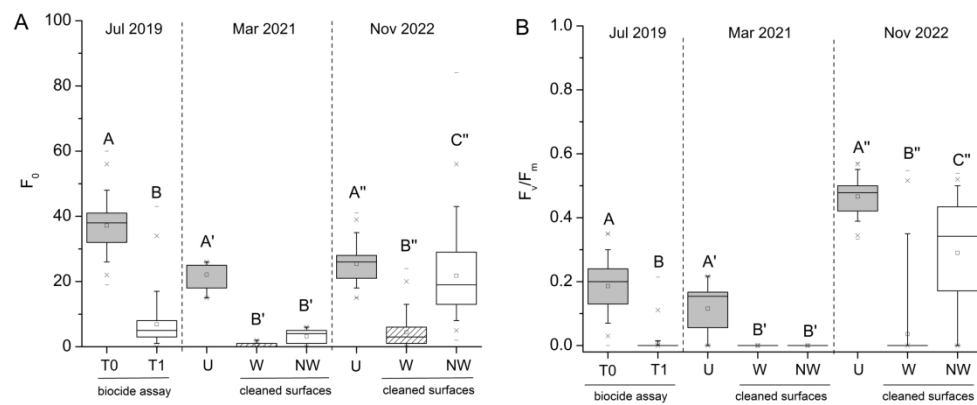 A
Jul 2019 Mar 2021 Nov 2022
100
80
60
40
20
0
F0
A
B
A'
B'
B'
A"
B"
C"
T0 T1 U W NW U W NW
biocide assay cleaned surfaces cleaned surfaces
B
Jul 2019 Mar 2021 Nov 2022
1.0
0.8
0.6
0.4
0.2
0.0
Fv/Fm
A
B
A'
B'
B'
A"
B"
C"
T0 T1 U W NW U W NW
biocide assay cleaned surfaces cleaned surfaces